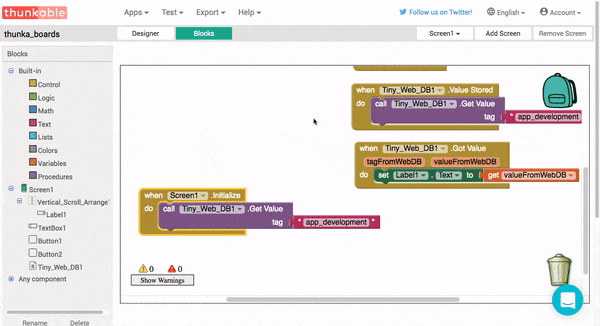 thunkable
Apps
Test
Export
Help
Follow us on Twitter!
English
Account
thunka_boards
Designer
Blocks
Screen1
Add Screen
Remove Screen
Blocks
Built-in
Control
Logic
Math
Text
Lists
Colors
Variables
Procedures
Screen1
Vertical_Scroll_Arrange
Label1
TextBox1
Button1
Button2
Tiny_Web_DB1
Any component
Rename
Delete
when Tiny_Web_DB1 .Value Stored
do call Tiny_Web_DB1 .Get Value
tag " app_development
when Tiny_Web_DB1 .Got Value
tagFromWebDB valueFromWebDB
do set Label1 . Text to get valueFromWebDB
when Screen1 .Initialize
do call Tiny_Web_DB1 .Get Value
tag " app_development "
0 0
Show Warnings